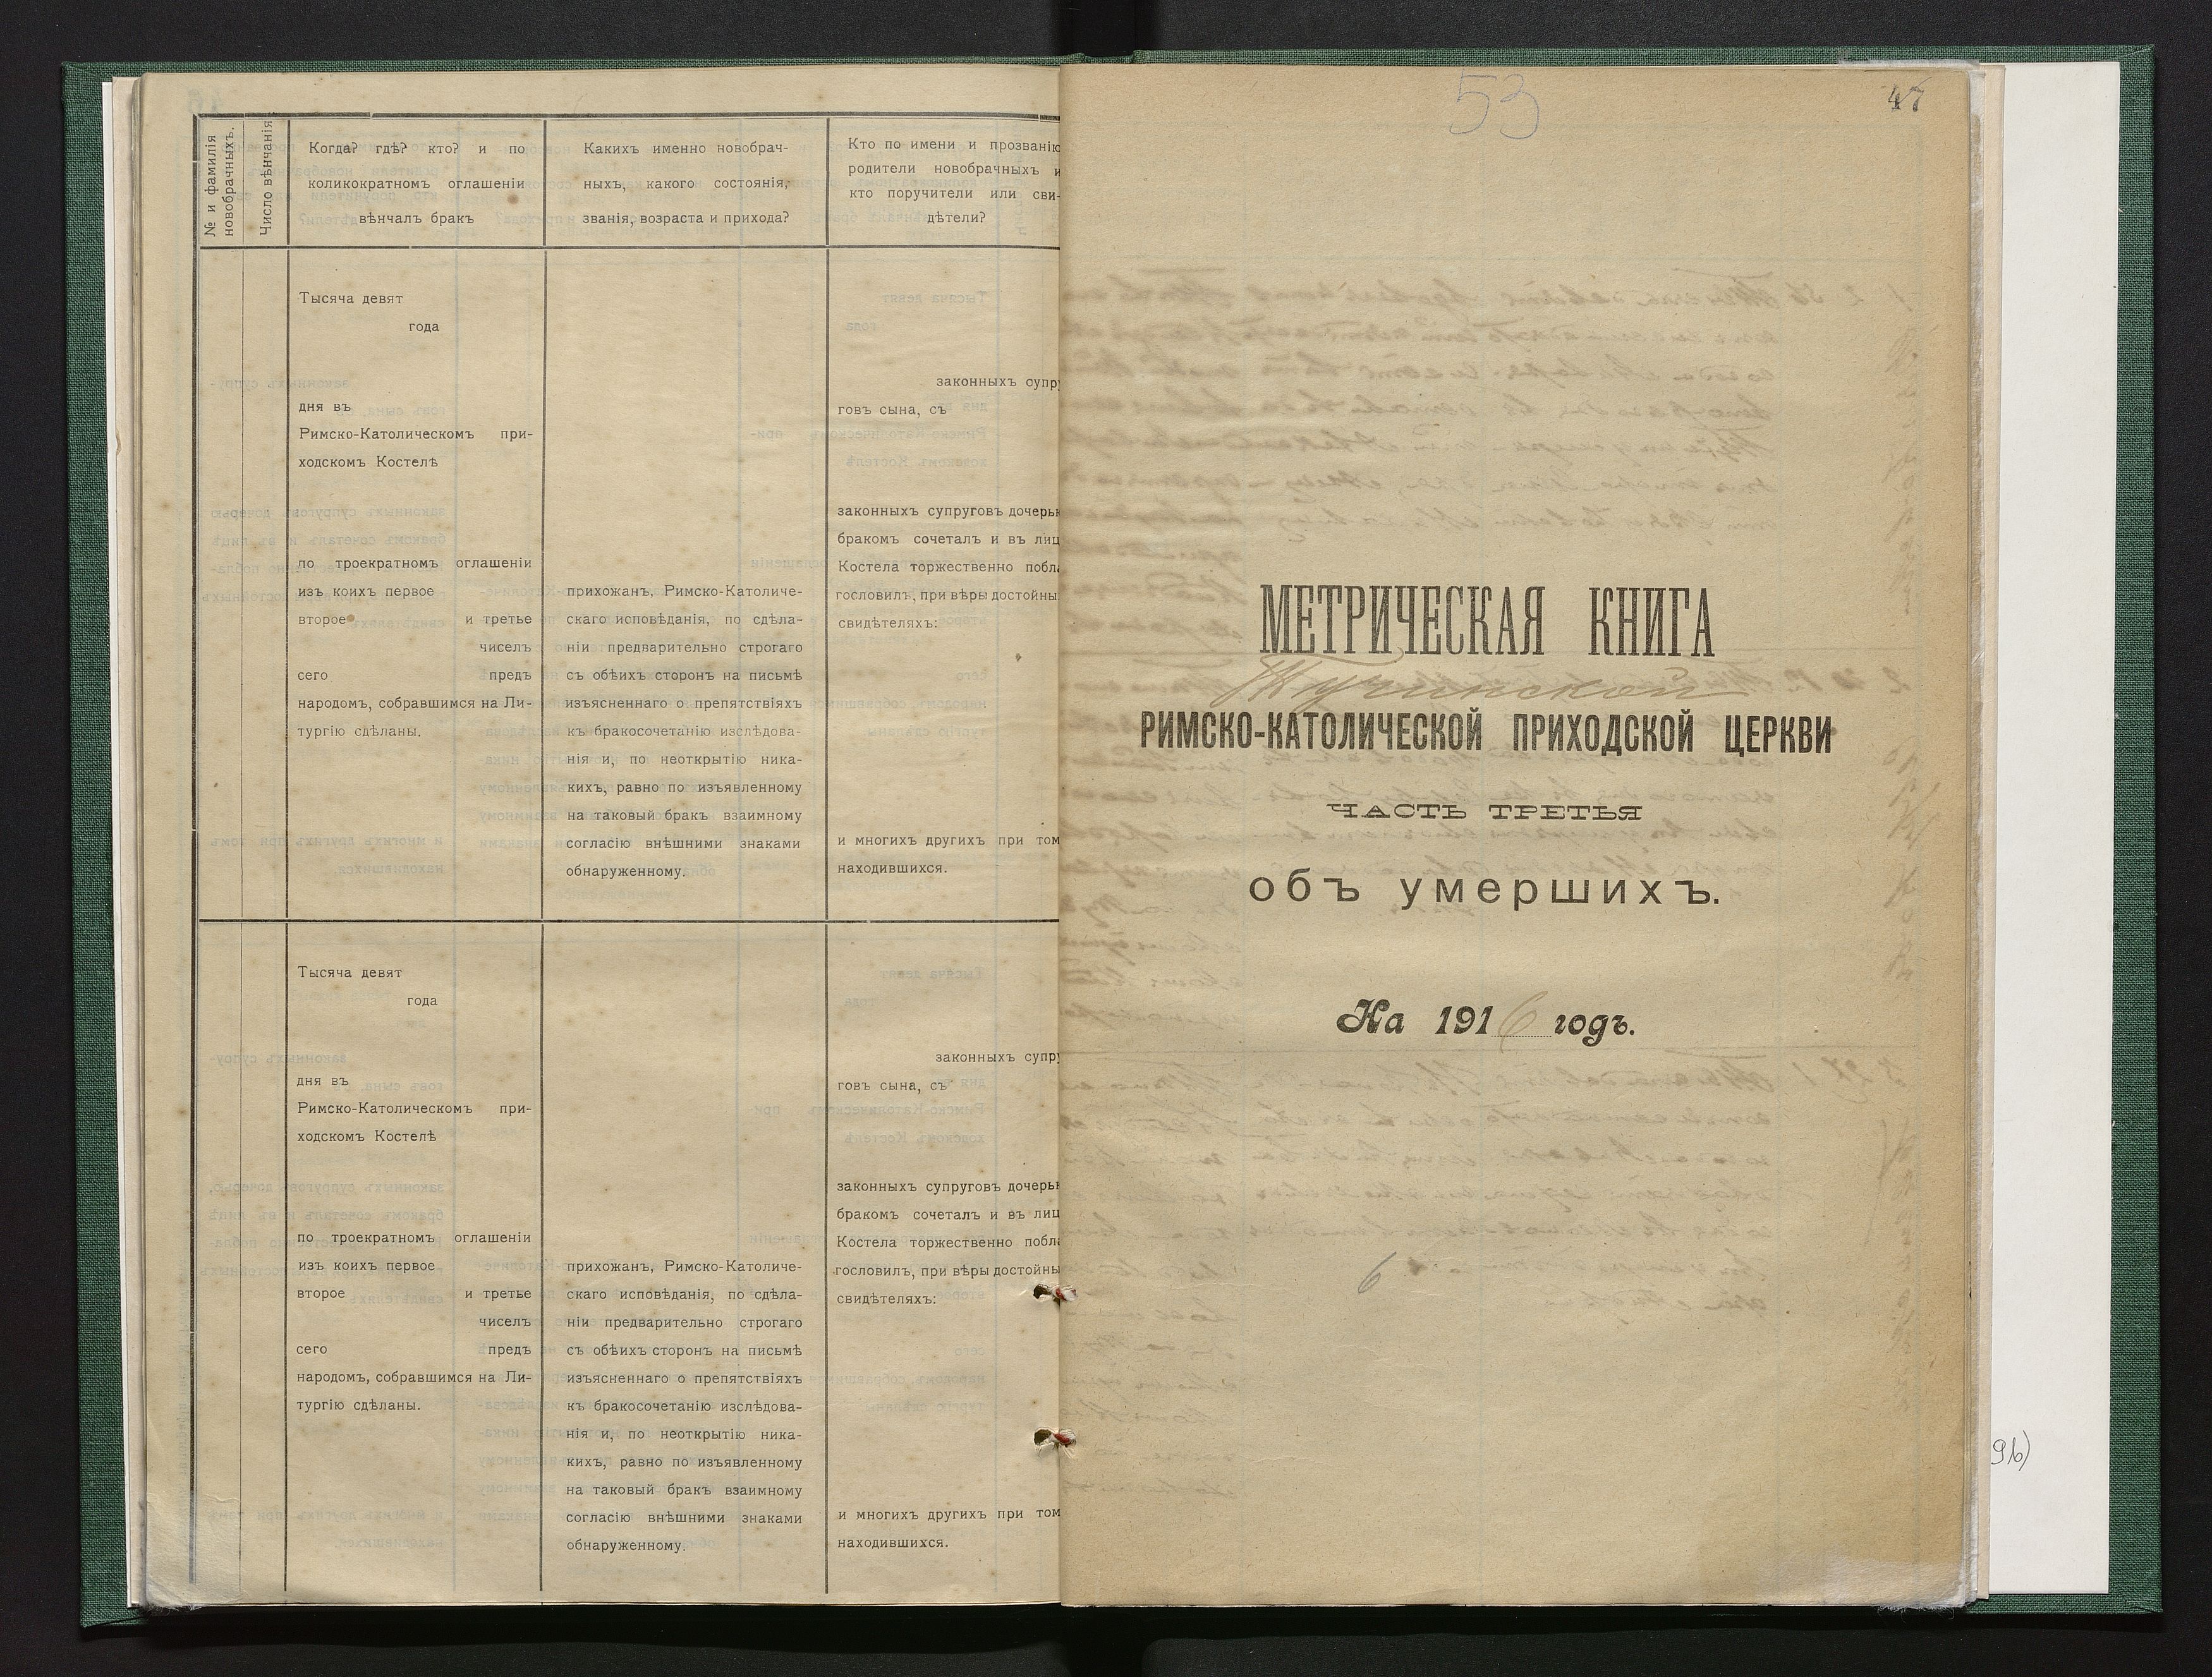 № и фамилія
новобрачныхъ.
Число вѣнчанія
Когда? гдѣ? кто? и по
коликократномъ оглашеніи
вѣнчалъ бракъ
Какихъ именно новобрач-
ныхъ, какого состоянія,
званія, возраста и прихода?
Кто по имени и прозванію
родители новобрачныхъ и
кто поручители или сви-
дѣтели?
Тысяча девят
года
дня въ
Римско-Католическомъ при-
ходскомъ Костелѣ
по троекратномъ оглашеніи
изъ коихъ первое
второе и третье
чиселъ
сего предъ
народомъ, собравшимся на Ли-
тургію сдѣланы.
прихожанъ, Римско-Католиче-
скаго исповѣданія, по сдѣла-
ніи предварительно строгаго
съ обѣихъ сторонъ на письмѣ
изъясненнаго о препятствіяхъ
къ бракосочетанію изслѣдова-
нія и, по неоткрытію ника-
кихъ, равно по изъявленному
на таковый бракъ взаимному
согласію внѣшними знаками
обнаруженному.
законныхъ супру
говъ сына, съ
законныхъ супруговъ дочерью
бракомъ сочеталъ и въ лиц
Костела торжественно побла
гословилъ, при вѣры достойны
свидѣтеляхъ:
и многихъ другихъ при том
находившихся.
Тысяча девят
года
дня въ
Римско-Католическомъ при-
ходскомъ Костелѣ
по троекратномъ оглашеніи
изъ коихъ первое
второе и третье
чиселъ
сего предъ
народомъ, собравшимся на Ли-
тургію сдѣланы.
прихожанъ, Римско-Католиче-
скаго исповѣданія, по сдѣла-
ніи предварительно строгаго
съ обѣихъ сторонъ на письмѣ
изъясненнаго о препятствіяхъ
къ бракосочетанію изслѣдова-
нія и, по неоткрытію ника-
кихъ, равно по изъявленному
на таковый бракъ взаимному
согласію внѣшними знаками
обнаруженному.
законныхъ супру
говъ сына, съ
законныхъ супруговъ дочерь
бракомъ сочеталъ и въ лиц
Костела торжественно побла
гословилъ, при вѣры достойны
свидѣтеляхъ:
и многихъ другихъ при том
находившихся.
53
47
МЕТРИЧЕСКАЯ КНИГА
Тучинской
РИМСКО-КАТОЛИЧЕСКОЙ ПРИХОДСКОЙ ЦЕРКВИ
ЧАСТЬ ТРЕТЬЯ
объ умершихъ.
На 1916 годъ.
6